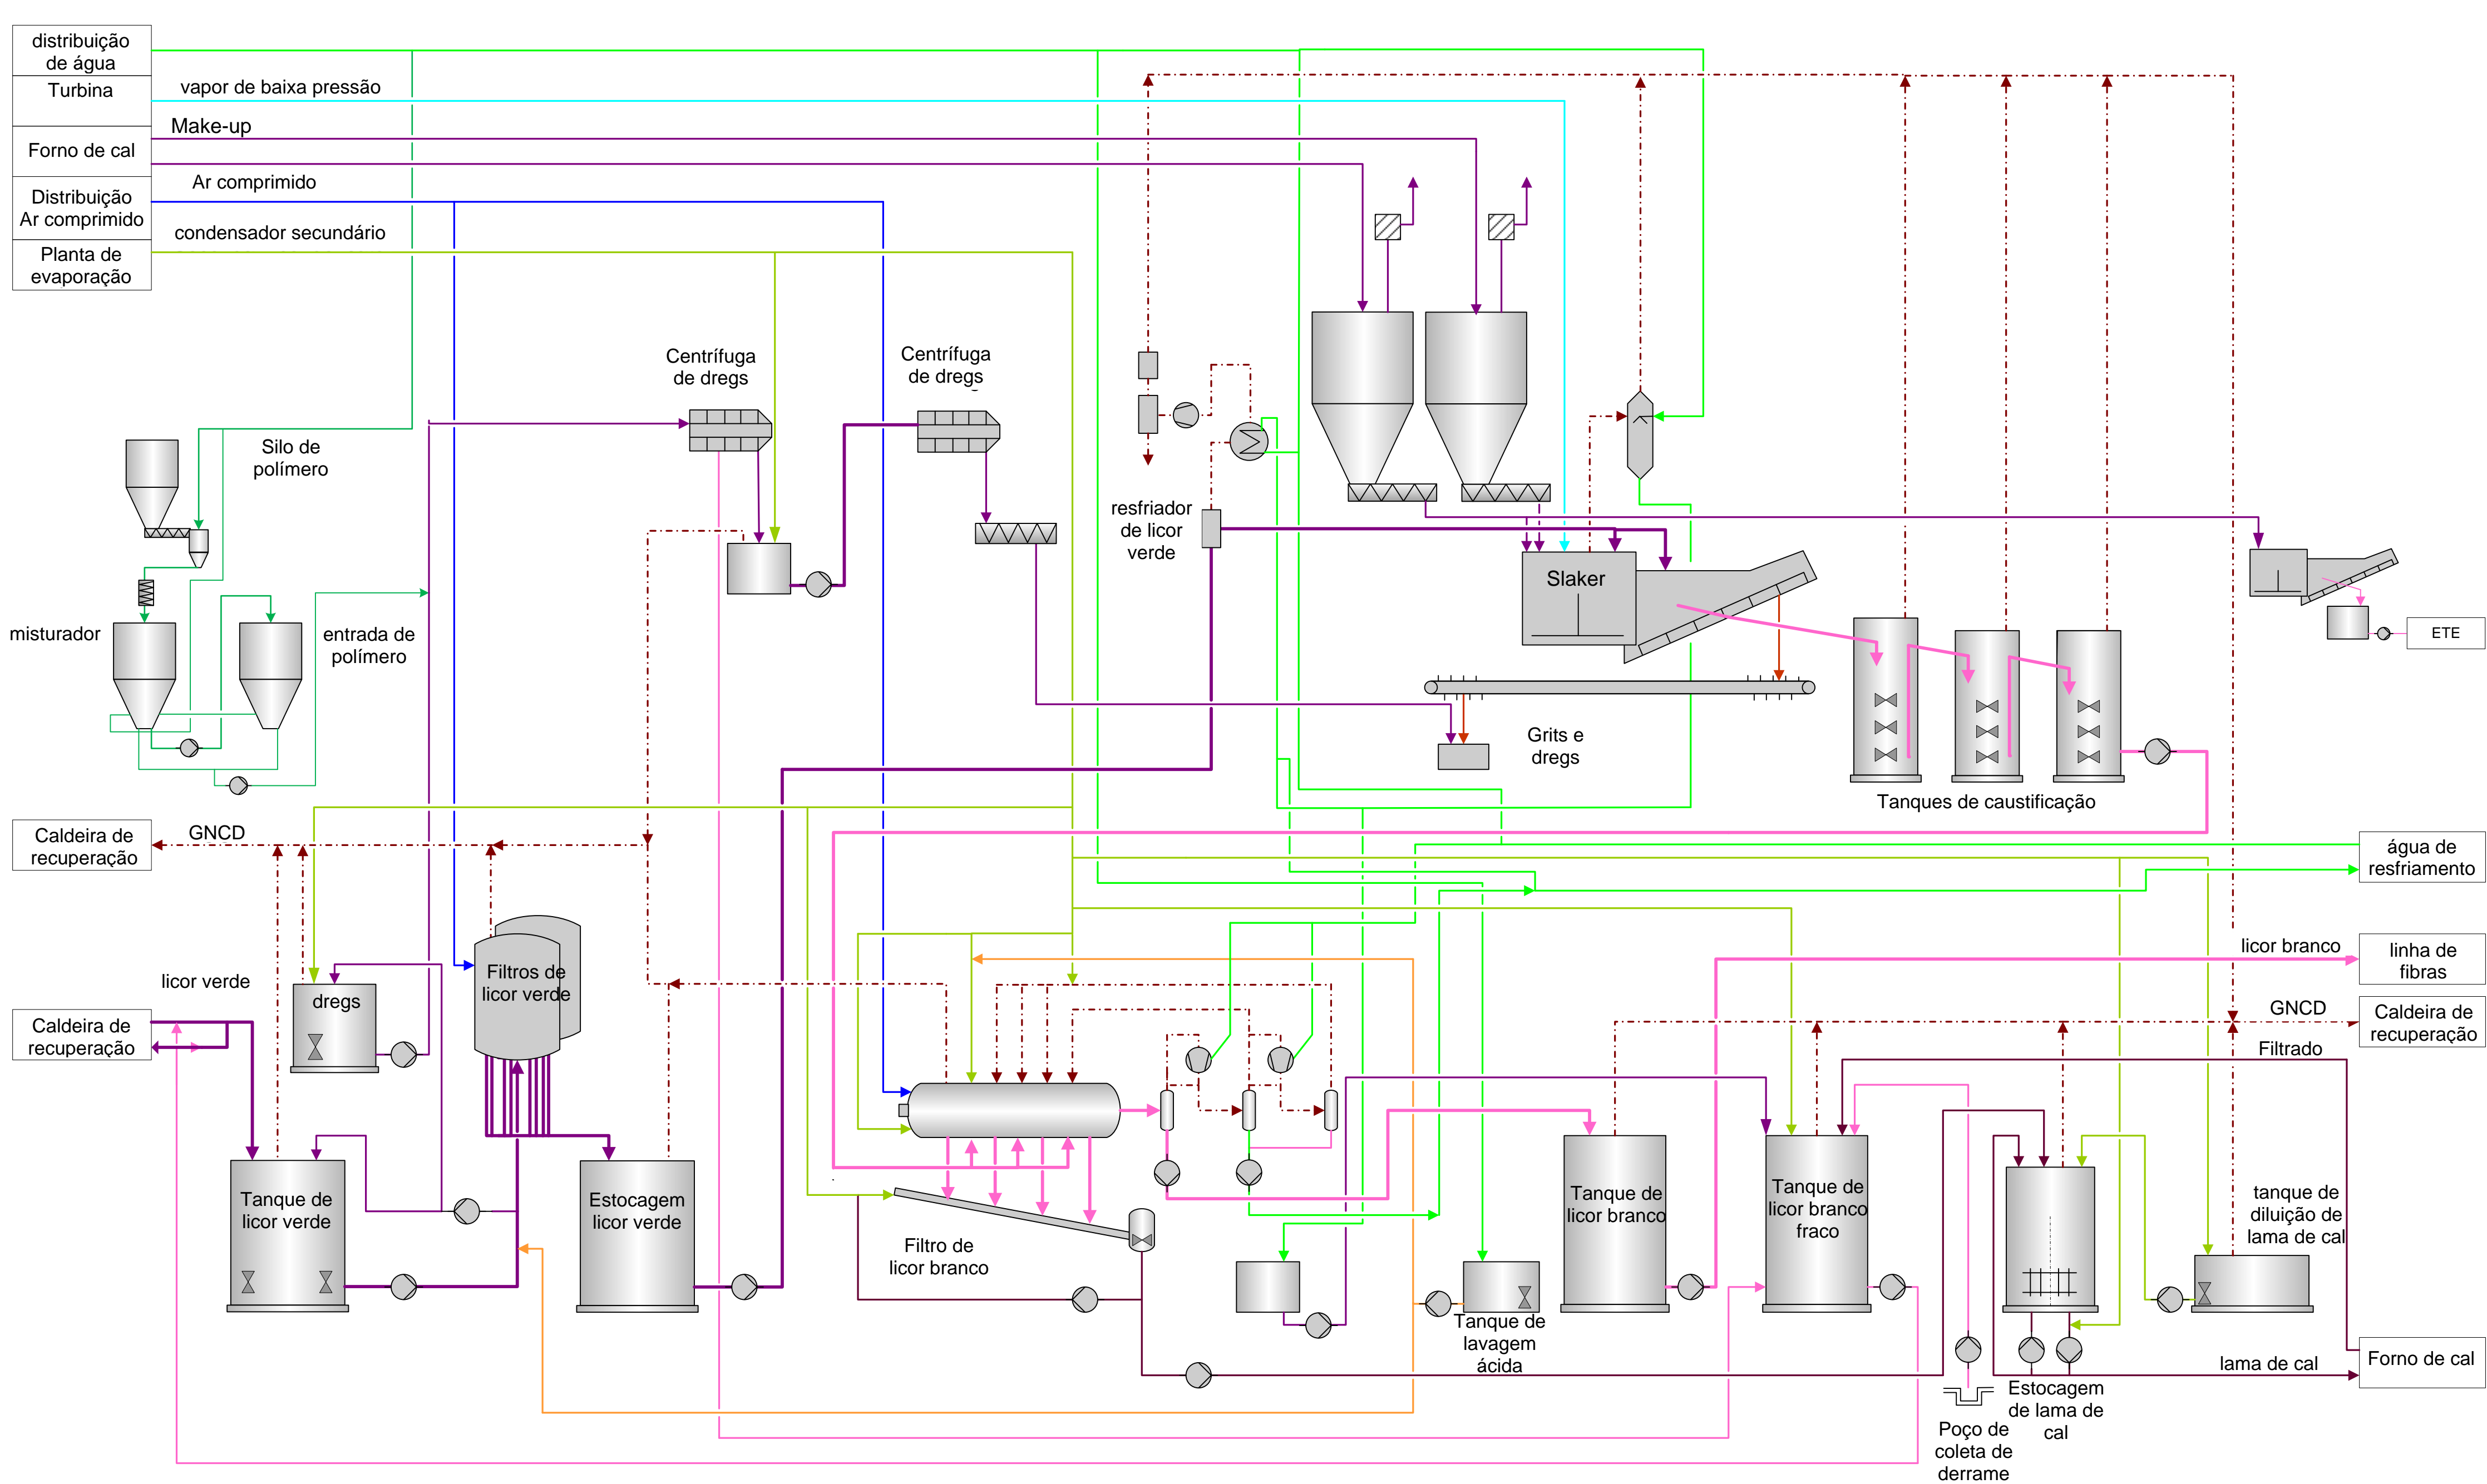 distribuição
de água
Turbina
vapor de baixa pressão
Make-up
Forno de cal
Ar comprimido
Distribuição
Ar comprimido
condensador secundário
Planta de
evaporação
Centrífuga
de dregs
Centrífuga
de dregs
Silo de
polímero
resfriador
de licor
verde
Slaker
misturador
entrada de
polímero
ETE
Grits e
dregs
Tanques de caustificação
Caldeira de
recuperação
GNCD
água de
resfriamento
licor verde
dregs
Filtros de
licor verde
licor branco
linha de
fibras
Caldeira de
recuperação
GNCD
Caldeira de
recuperação
Filtrado
Tanque de
licor verde
Estocagem
licor verde
Filtro de
licor branco
Tanque de
licor branco
Tanque de
licor branco
fraco
tanque de
diluição de
lama de cal
Tanque de
lavagem
ácida
lama de cal
Forno de cal
Estocagem
de lama de
cal
Poço de
coleta de
derrame